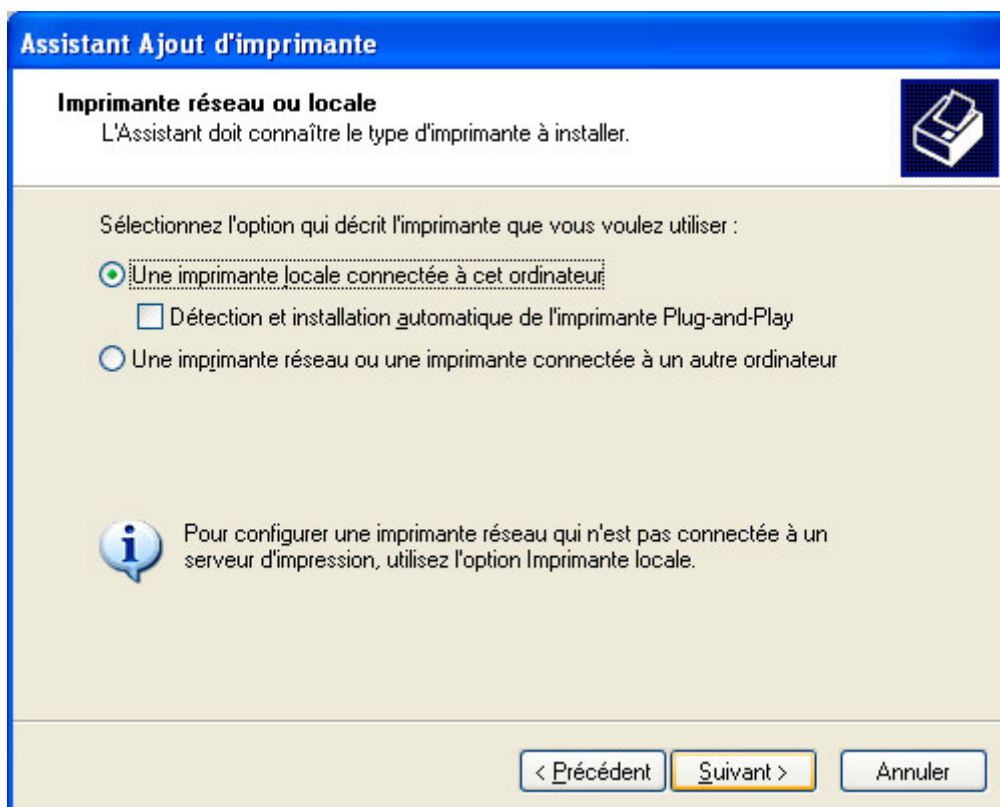 Assistant Ajout d'imprimante
Imprimante réseau ou locale
L'Assistant doit connaître le type d'imprimante à installer.
Sélectionnez l'option qui décrit l'imprimante que vous voulez utiliser :
Une imprimante locale connectée à cet ordinateur
Détection et installation automatique de l'imprimante Plug-and-Play
Une imprimante réseau ou une imprimante connectée à un autre ordinateur
Pour configurer une imprimante réseau qui n'est pas connectée à un
serveur d'impression, utilisez l'option Imprimante locale.
< Précédent Suivant > Annuler